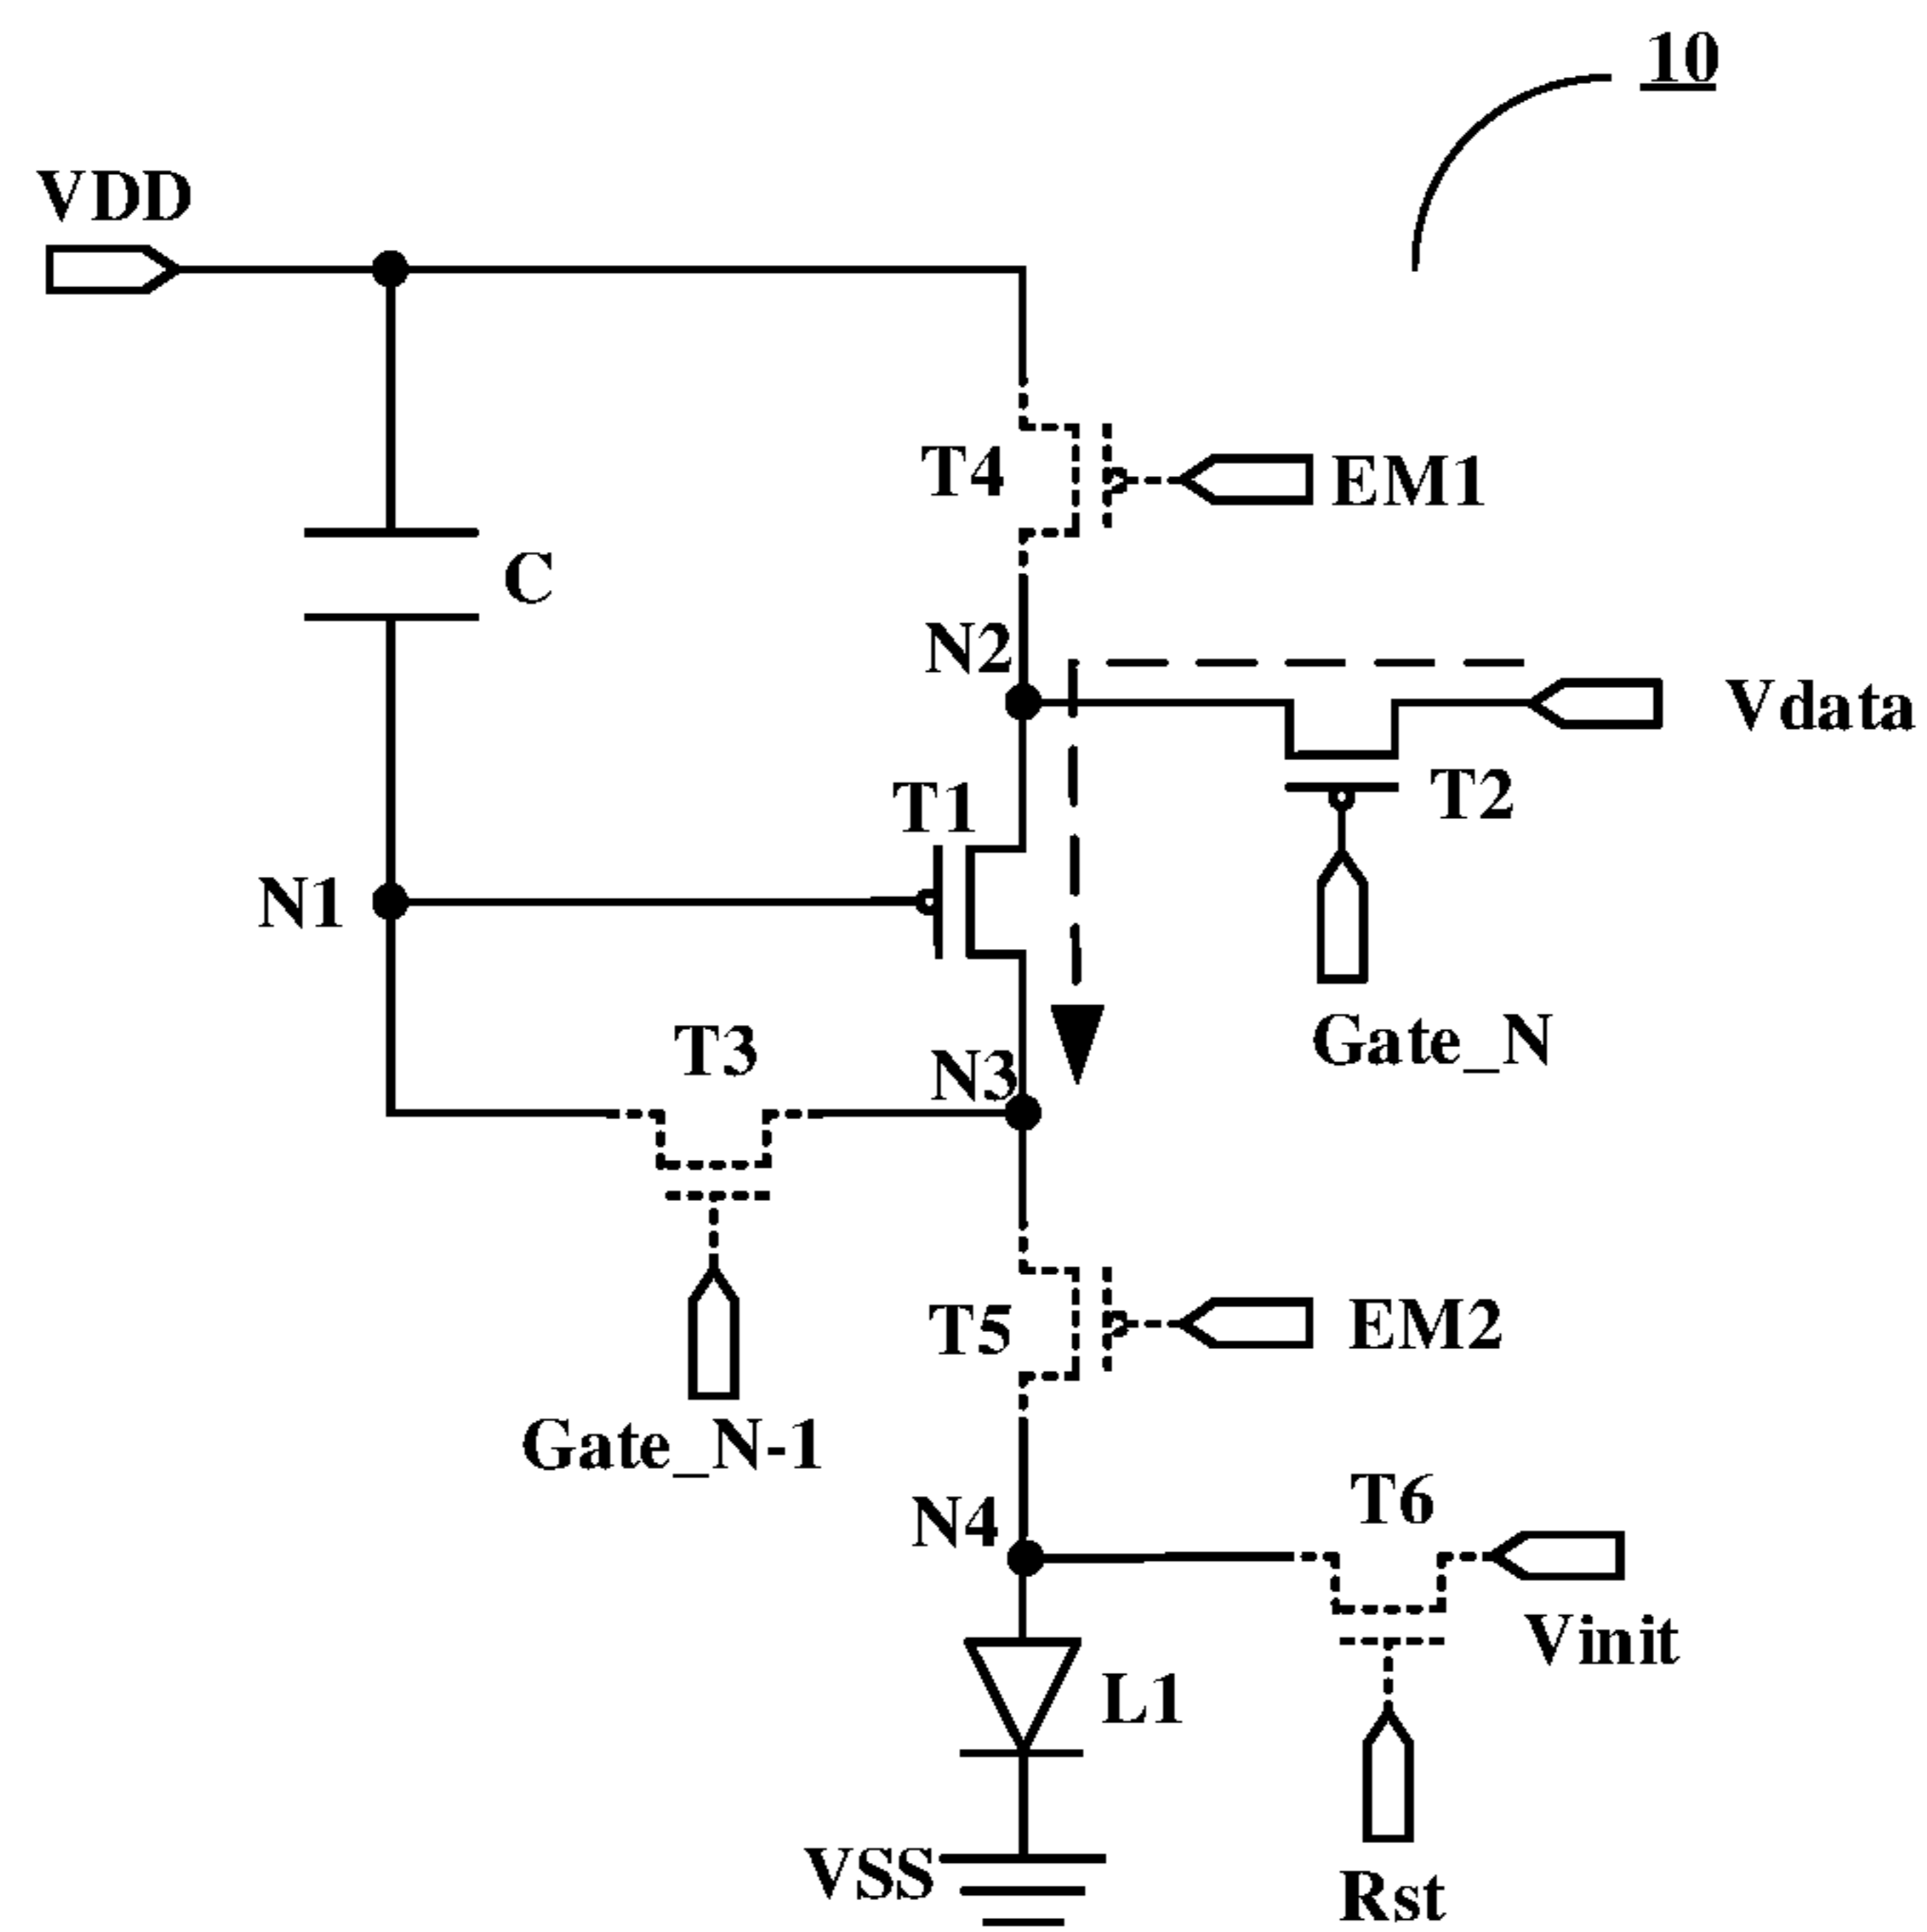 10
VDD
T4
EM1
C
N2
Vdata
T1
T2
N1
Gate_N
T3
N3
T5
EM2
Gate_N-1
T6
N4
Vinit
L1
VSS
Rst